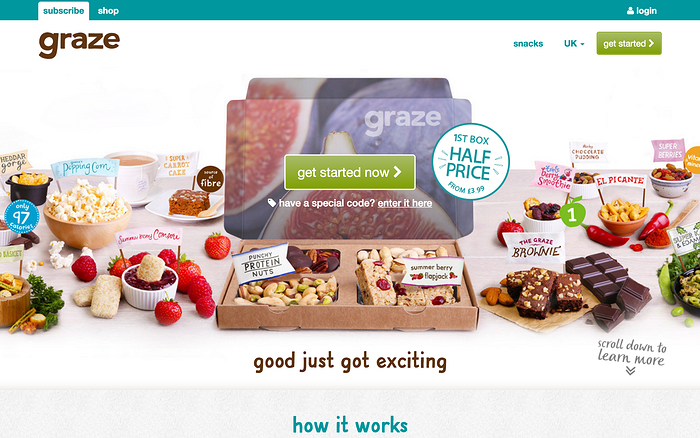 subscribe shop login
graze
snacks UK get started
graze
1ST BOX
HALF
PRICE
FROM £3.99
get started now
have a special code? enter it here
CHEDDAR
gorge
Popping Corn
SUPER
CARROT
CAKE
source
of
fibre
only
97
CALORIES
Summer berry Compote
BASKET
PUNCHY
PROTEIN
NUTS
summer berry
flapjack
THE GRAZE
BROWNIE
Berry
Smoothie
CHOCOLATE
PUDDING
EL PICANTE
SUPER
BERRIES
1
good just got exciting
scroll down to
learn more
how it works